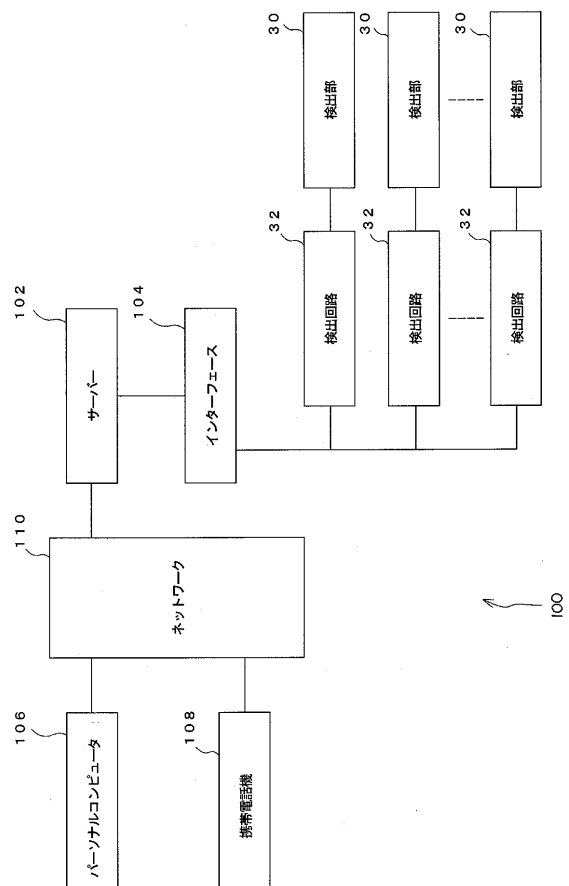 30
検出部
30
検出部
30
検出部
32
検出回路
32
検出回路
32
検出回路
102
サーバー
104
インターフェース
110
ネットワーク
106
パーソナルコンピュータ
108
携帯電話機
100